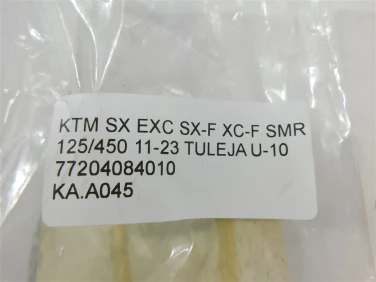 KTM SX EXC SX-F XC-F SMR
125/450 11-23 TULEJA U-10
77204084010
KA.A045